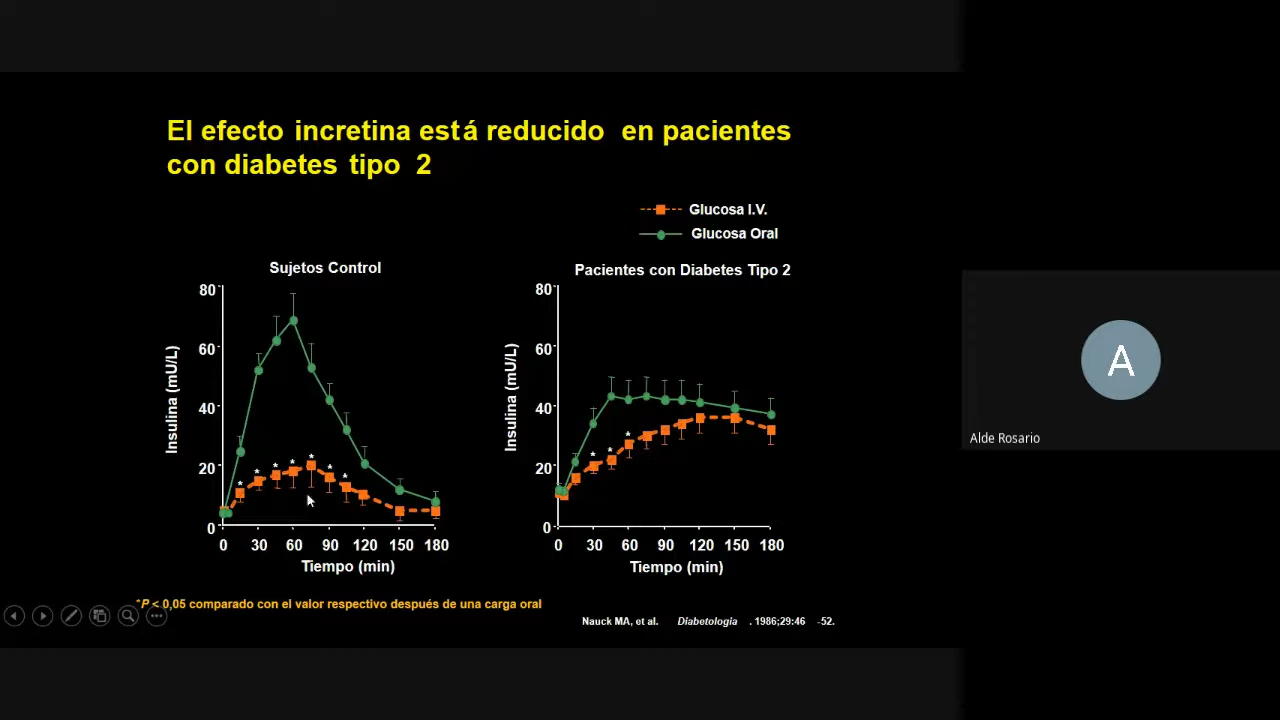 El efecto incretina está reducido en pacientes
con diabetes tipo 2
Glucosa I.V.
Glucosa Oral
Sujetos Control
Pacientes con Diabetes Tipo 2
Insulina (mU/L)
80
60
40
20
0
0 30 60 90 120 150 180
Tiempo (min)
* * * * * * *
Insulina (mU/L)
80
60
40
20
0
0 30 60 90 120 150 180
Tiempo (min)
* * *
*P < 0,05 comparado con el valor respectivo después de una carga oral
Nauck MA, et al. Diabetologia . 1986;29:46 -52.
A
Alde Rosario